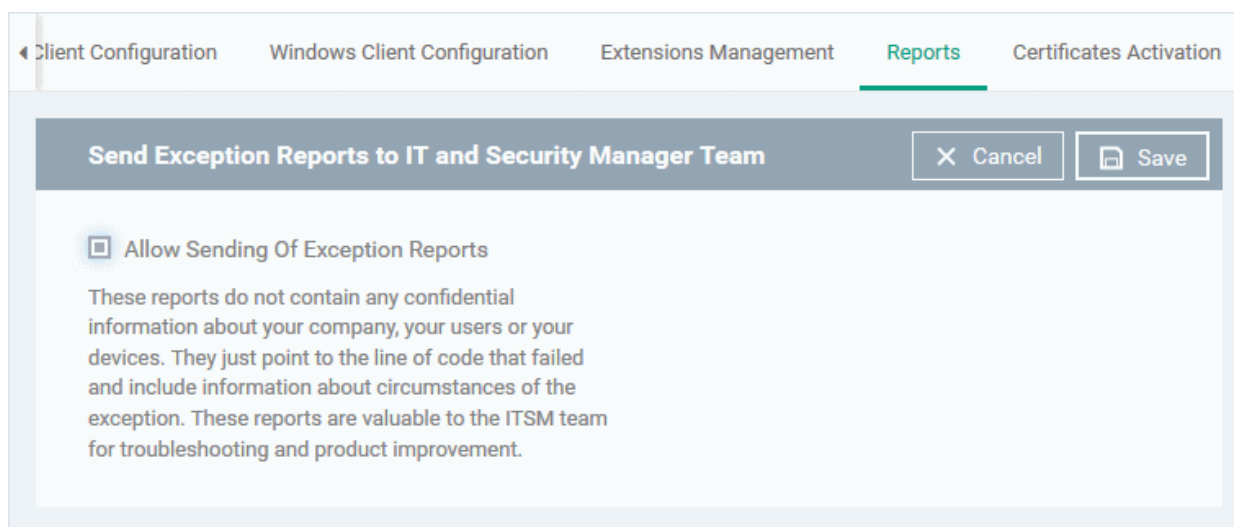 Client Configuration Windows Client Configuration Extensions Management Reports Certificates Activation
Send Exception Reports to IT and Security Manager Team Cancel Save
Allow Sending Of Exception Reports
These reports do not contain any confidential
information about your company, your users or your
devices. They just point to the line of code that failed
and include information about circumstances of the
exception. These reports are valuable to the ITSM team
for troubleshooting and product improvement.